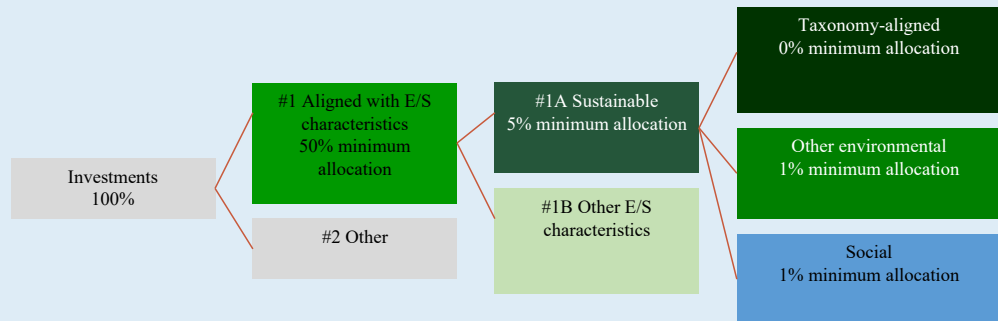 Investments
100%
#1 Aligned with E/S
characteristics
50% minimum
allocation
#2 Other
#1A Sustainable
5% minimum allocation
#1B Other E/S
characteristics
Taxonomy-aligned
0% minimum allocation
Other environmental
1% minimum allocation
Social
1% minimum allocation